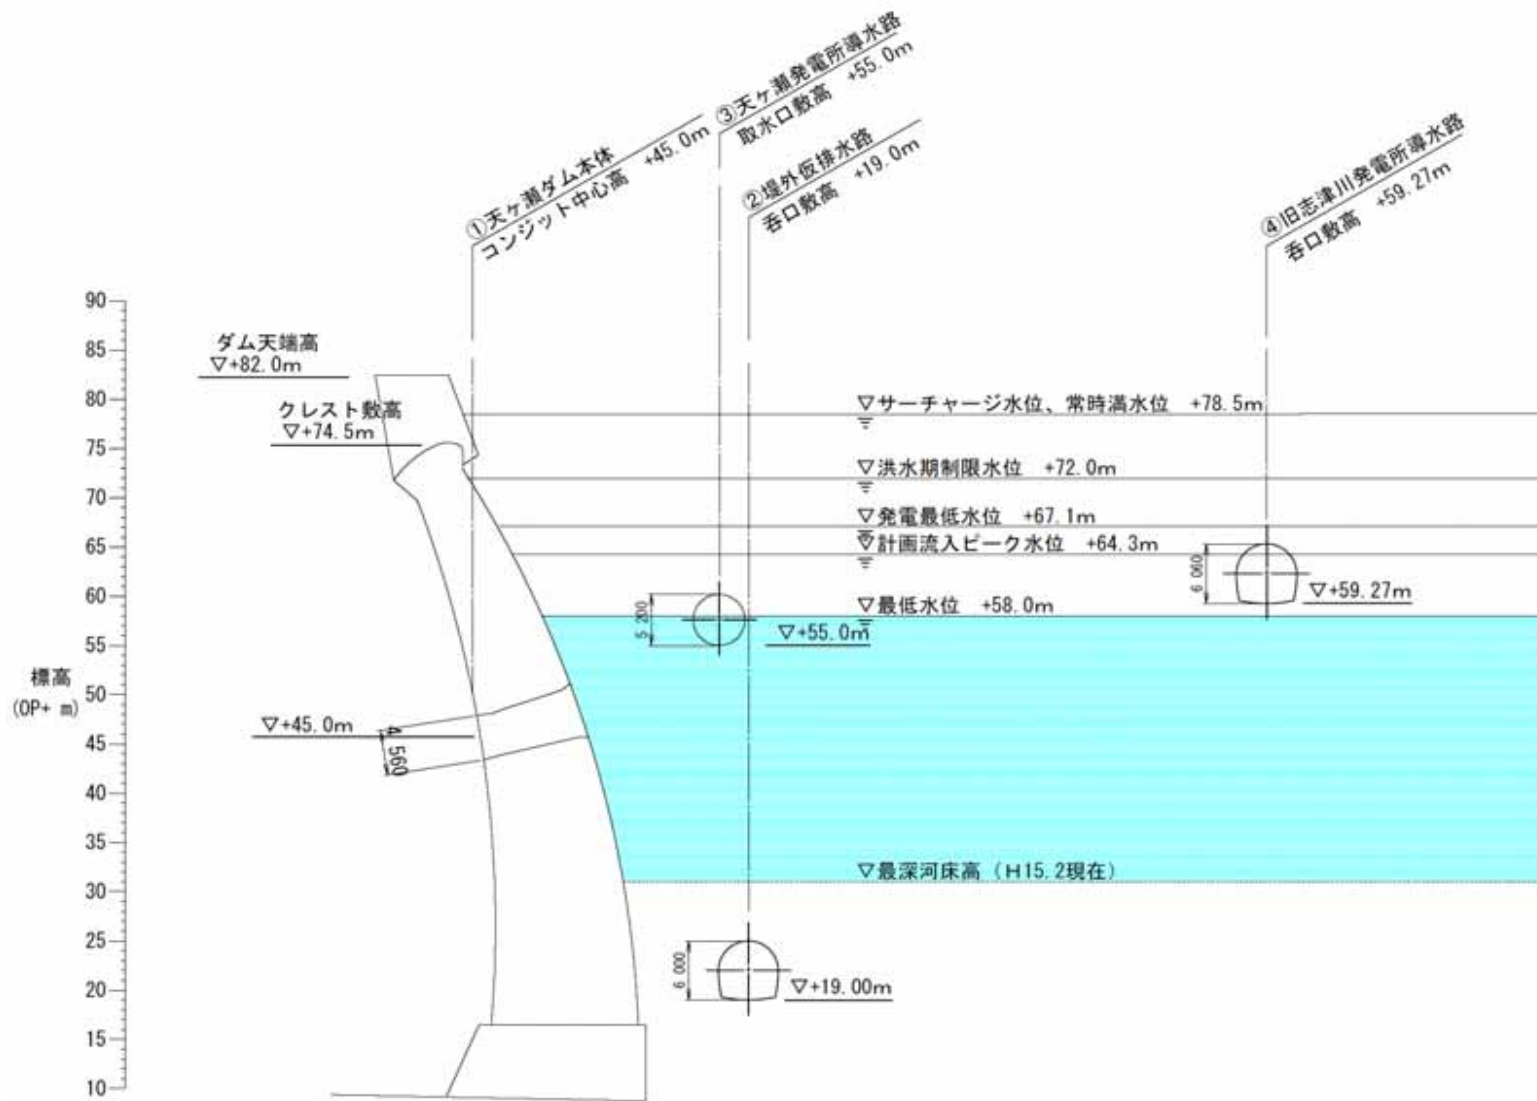 ③天ヶ瀬発電所導水路
取水口敷高 +55.0m
①天ヶ瀬ダム本体
コンジット中心高 +45.0m
②堤外仮排水路
呑口敷高 +19.0m
④旧志津川発電所導水路
呑口敷高 +59.27m
90
85
80
75
70
65
60
55
50
45
40
35
30
25
20
15
10
標高
(OP+ m)
ダム天端高
▽+82.0m
クレスト敷高
▽+74.5m
▽サーチャージ水位、常時満水位 +78.5m
▽洪水期制限水位 +72.0m
▽発電最低水位 +67.1m
▽計画流入ピーク水位 +64.3m
6 060
▽+59.27m
▽最低水位 +58.0m
5 200
▽+55.0m
▽+45.0m
4 560
▽最深河床高（H15.2現在）
6 000
▽+19.00m